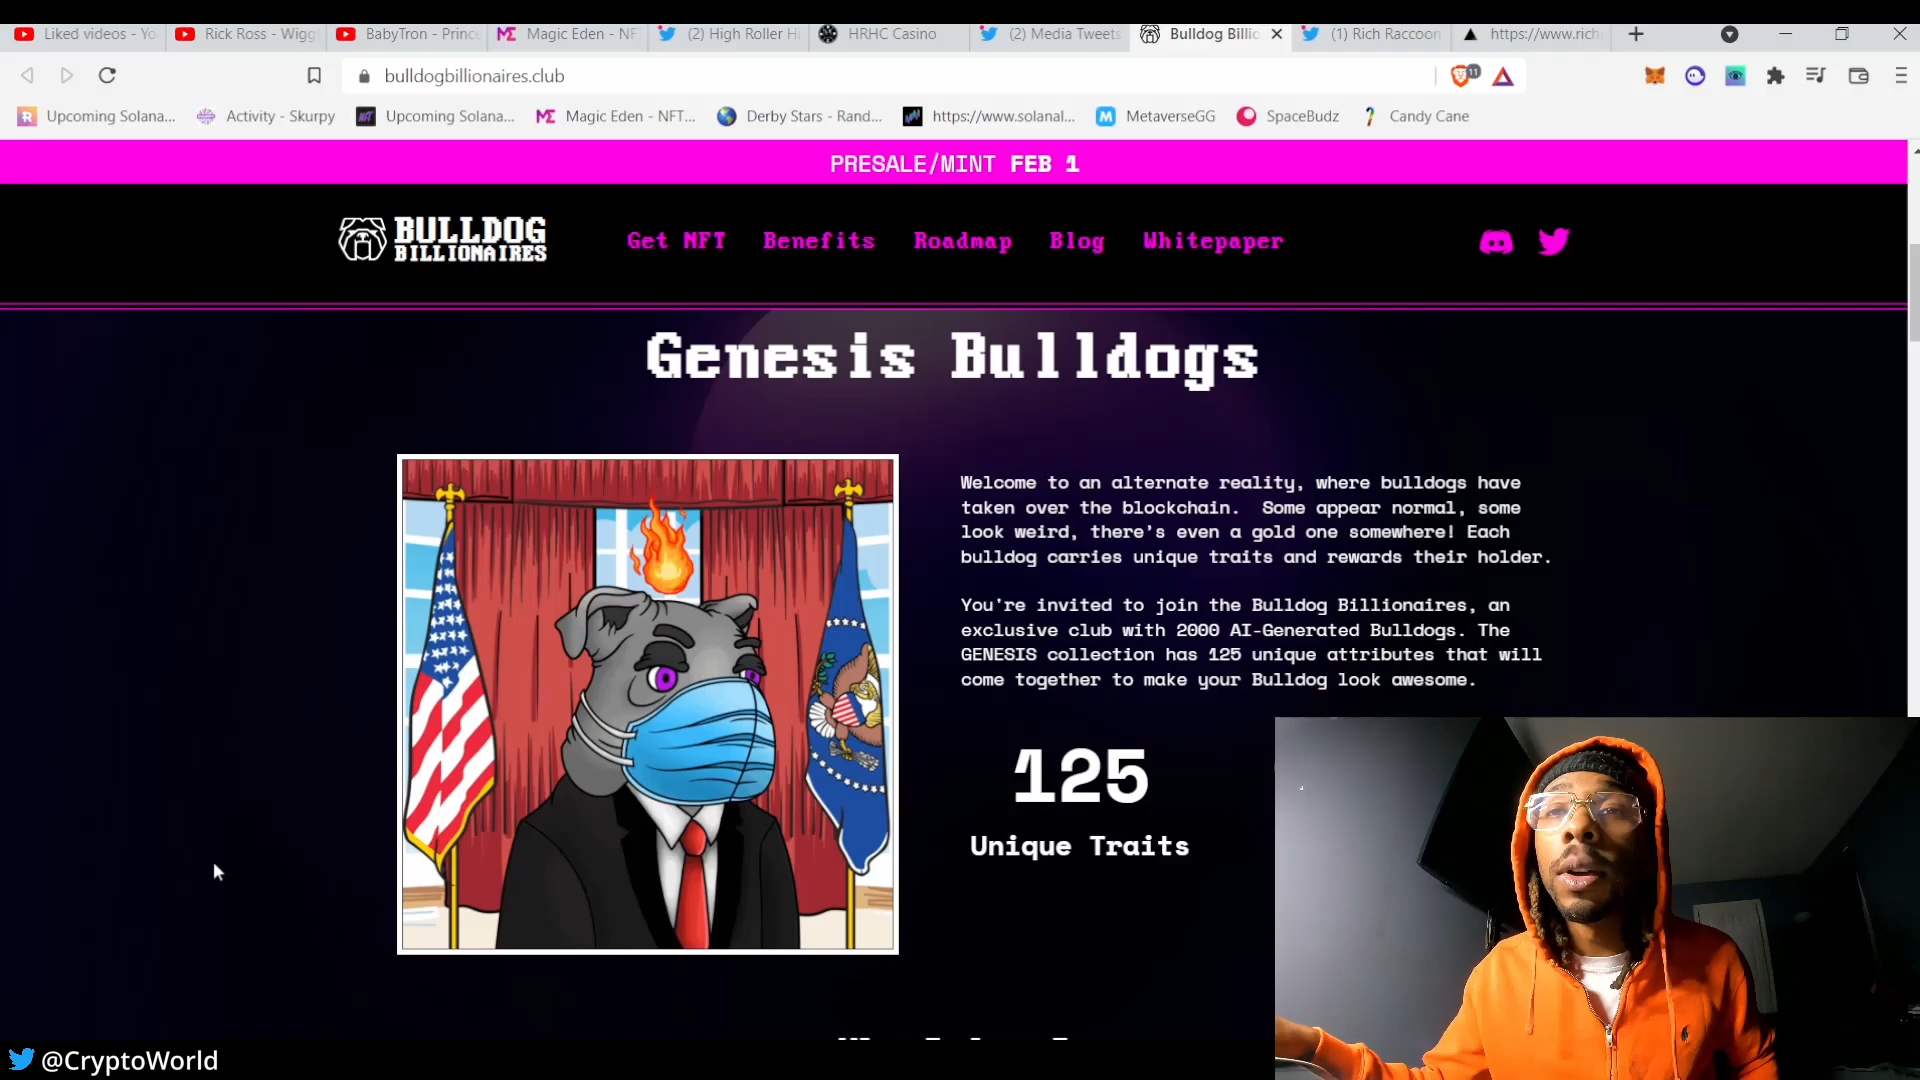 Liked videos - Yo
Rick Ross - Wigg
BabyTron - Prince
Magic Eden - NF
(2) High Roller H
HRHC Casino
(2) Media Tweets
Bulldog Billio
(1) Rich Raccoon
https://www.rich
bulldogbillionaires.club
11
Upcoming Solana...
Activity - Skurpy
Upcoming Solana...
Magic Eden - NFT...
Derby Stars - Rand...
https://www.solanal...
MetaverseGG
SpaceBudz
Candy Cane
PRESALE/MINT FEB 1
BULLDOG
BILLIONAIRES
Get NFT
Benefits
Roadmap
Blog
Whitepaper
Genesis Bulldogs
Welcome to an alternate reality, where bulldogs have
taken over the blockchain. Some appear normal, some
look weird, there's even a gold one somewhere! Each
bulldog carries unique traits and rewards their holder.
You're invited to join the Bulldog Billionaires, an
exclusive club with 2000 AI-Generated Bulldogs. The
GENESIS collection has 125 unique attributes that will
come together to make your Bulldog look awesome.
125
Unique Traits
@CryptoWorld